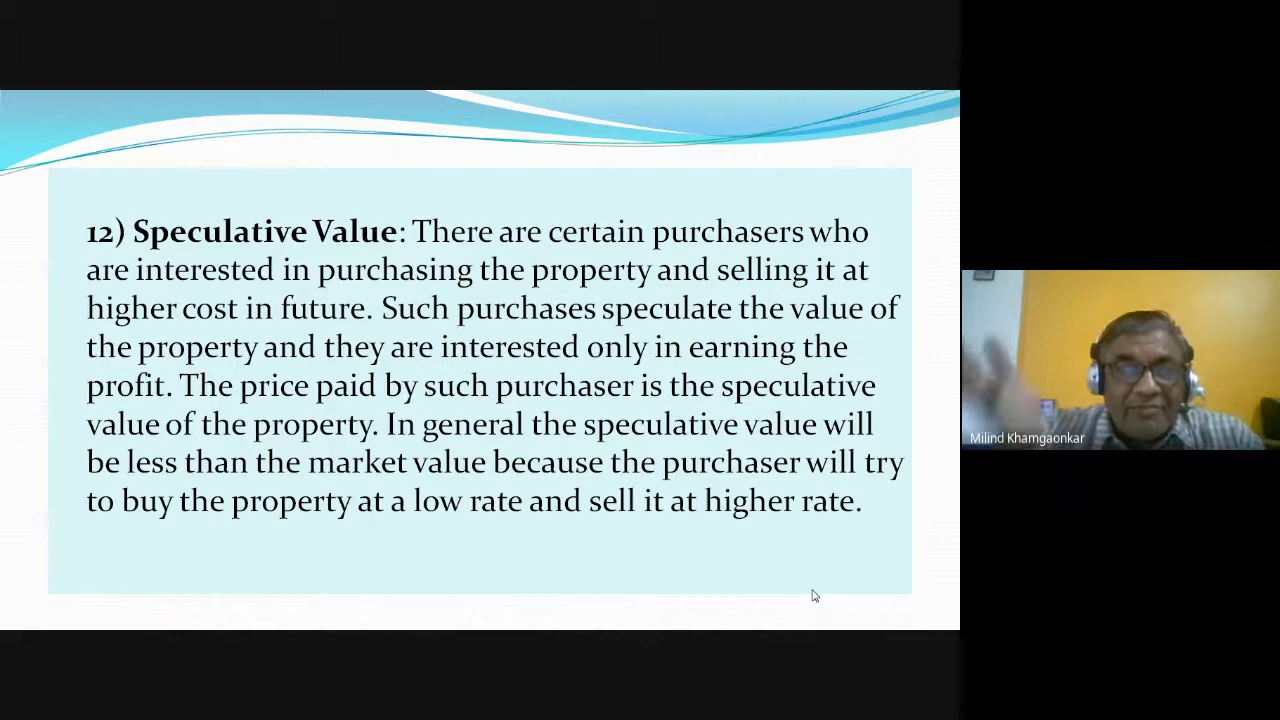 12) Speculative Value: There are certain purchasers who
are interested in purchasing the property and selling it at
higher cost in future. Such purchases speculate the value of
the property and they are interested only in earning the
profit. The price paid by such purchaser is the speculative
value of the property. In general the speculative value will
be less than the market value because the purchaser will try
to buy the property at a low rate and sell it at higher rate.
Milind Khamgaonkar